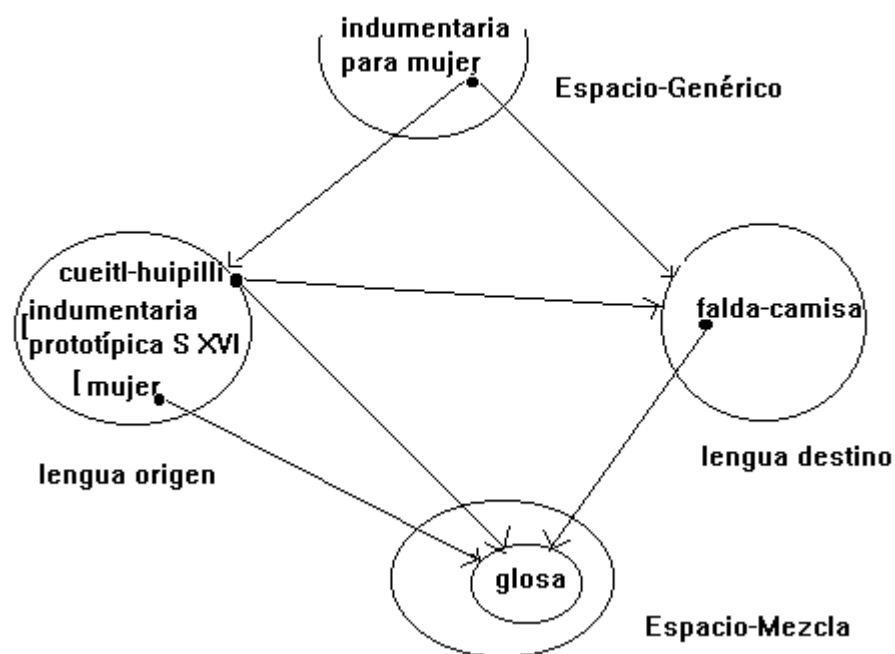 indumentaria
para mujer
Espacio-Genérico
cueitl-huipilli
[indumentaria
prototípica S XVI
[ mujer
lengua origen
falda-camisa
lengua destino
glosa
Espacio-Mezcla